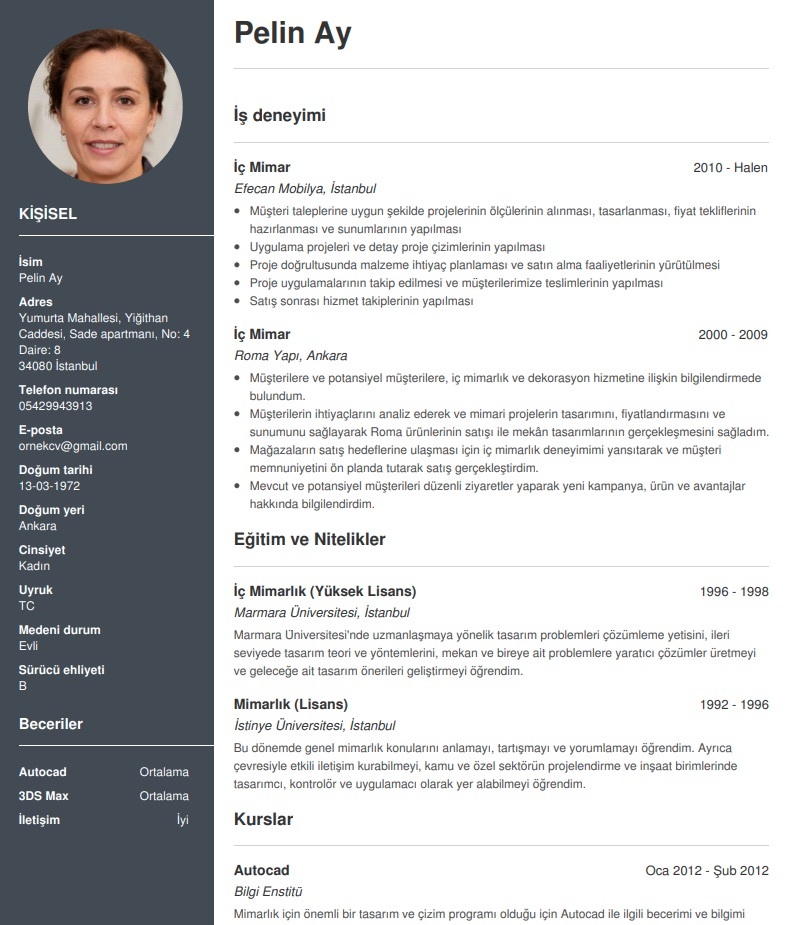 Pelin Ay
KİŞİSEL
İsim
Pelin Ay
Adres
Yumurta Mahallesi, Yiğithan
Caddesi, Sade apartmanı, No: 4
Daire: 8
34080 İstanbul
Telefon numarası
05429943913
E-posta
ornekcv@gmail.com
Doğum tarihi
13-03-1972
Doğum yeri
Ankara
Cinsiyet
Kadın
Uyruk
TC
Medeni durum
Evli
Sürücü ehliyeti
B
Beceriler
Autocad Ortalama
3DS Max Ortalama
İletişim İyi
İş deneyimi
İç Mimar 2010 - Halen
Efecan Mobilya, İstanbul
• Müşteri taleplerine uygun şekilde projelerinin ölçülerinin alınması, tasarlanması, fiyat tekliflerinin
hazırlanması ve sunumlarının yapılması
• Uygulama projeleri ve detay proje çizimlerinin yapılması
• Proje doğrultusunda malzeme ihtiyaç planlaması ve satın alma faaliyetlerinin yürütülmesi
• Proje uygulamalarının takip edilmesi ve müşterilerimize teslimlerinin yapılması
• Satış sonrası hizmet takiplerinin yapılması
İç Mimar 2000 - 2009
Roma Yapı, Ankara
• Müşterilere ve potansiyel müşterilere, iç mimarlık ve dekorasyon hizmetine ilişkin bilgilendirmede
bulundum.
• Müşterilerin ihtiyaçlarını analiz ederek ve mimari projelerin tasarımını, fiyatlandırmasını ve
sunumunu sağlayarak Roma ürünlerinin satışı ile mekân tasarımlarının gerçekleşmesini sağladım.
• Mağazaların satış hedeflerine ulaşması için iç mimarlık deneyimimi yansıtarak ve müşteri
memnuniyetini ön planda tutarak satış gerçekleştirdim.
• Mevcut ve potansiyel müşterileri düzenli ziyaretler yaparak yeni kampanya, ürün ve avantajlar
hakkında bilgilendirdim.
Eğitim ve Nitelikler
İç Mimarlık (Yüksek Lisans) 1996 - 1998
Marmara Üniversitesi, İstanbul
Marmara Üniversitesi'nde uzmanlaşmaya yönelik tasarım problemleri çözümleme yetisini, ileri
seviyede tasarım teori ve yöntemlerini, mekan ve bireye ait problemlere yaratıcı çözümler üretmeyi
ve geleceğe ait tasarım önerileri geliştirmeyi öğrendim.
Mimarlık (Lisans) 1992 - 1996
İstinye Üniversitesi, İstanbul
Bu dönemde genel mimarlık konularını anlamayı, tartışmayı ve yorumlamayı öğrendim. Ayrıca
çevresiyle etkili iletişim kurabilmeyi, kamu ve özel sektörün projelendirme ve inşaat birimlerinde
tasarımcı, kontrolör ve uygulamacı olarak yer alabilmeyi öğrendim.
Kurslar
Autocad Oca 2012 - Şub 2012
Bilgi Enstitü
Mimarlık için önemli bir tasarım ve çizim programı olduğu için Autocad ile ilgili becerimi ve bilgimi